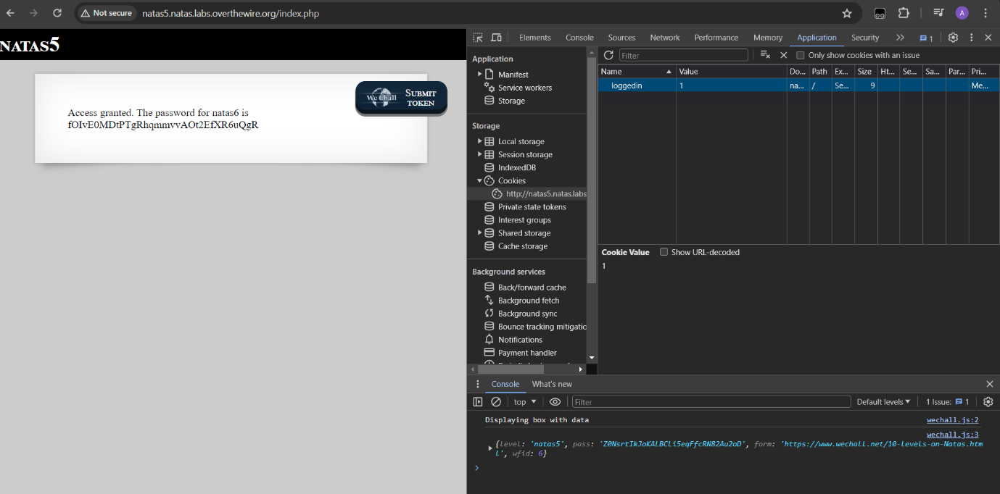 Not secure natas5.natas.labs.overthewire.org/index.php A
NATAS5
We Chall SUBMIT TOKEN
Access granted. The password for natas6 is
fOIvE0MDtPTgRhqmmvvAOt2EfXR6uQgR
Elements Console Sources Network Performance Memory Application Security 1
Application
Manifest
Service workers
Storage
Storage
Local storage
Session storage
IndexedDB
Cookies
http://natas5.natas.labs
Private state tokens
Interest groups
Shared storage
Cache storage
Background services
Back/forward cache
Background fetch
Background sync
Bounce tracking mitigatio
Notifications
Payment handler
Filter Only show cookies with an issue
Name Value Do... Path Ex... Size Ht... Se... Sa... Par... Pri...
loggedin 1 na... / Se... 9 Me...
Cookie Value Show URL-decoded
1
Console What's new
top Filter Default levels 1 Issue: 1
Displaying box with data wechall.js:2
wechall.js:3
{level: 'natas5', pass: 'Z0NsrtIkJoKALBCLi5eqFfcRN82Au2oD', form: 'https://www.wechall.net/10-levels-on-Natas.htm
l', wfid: 6}